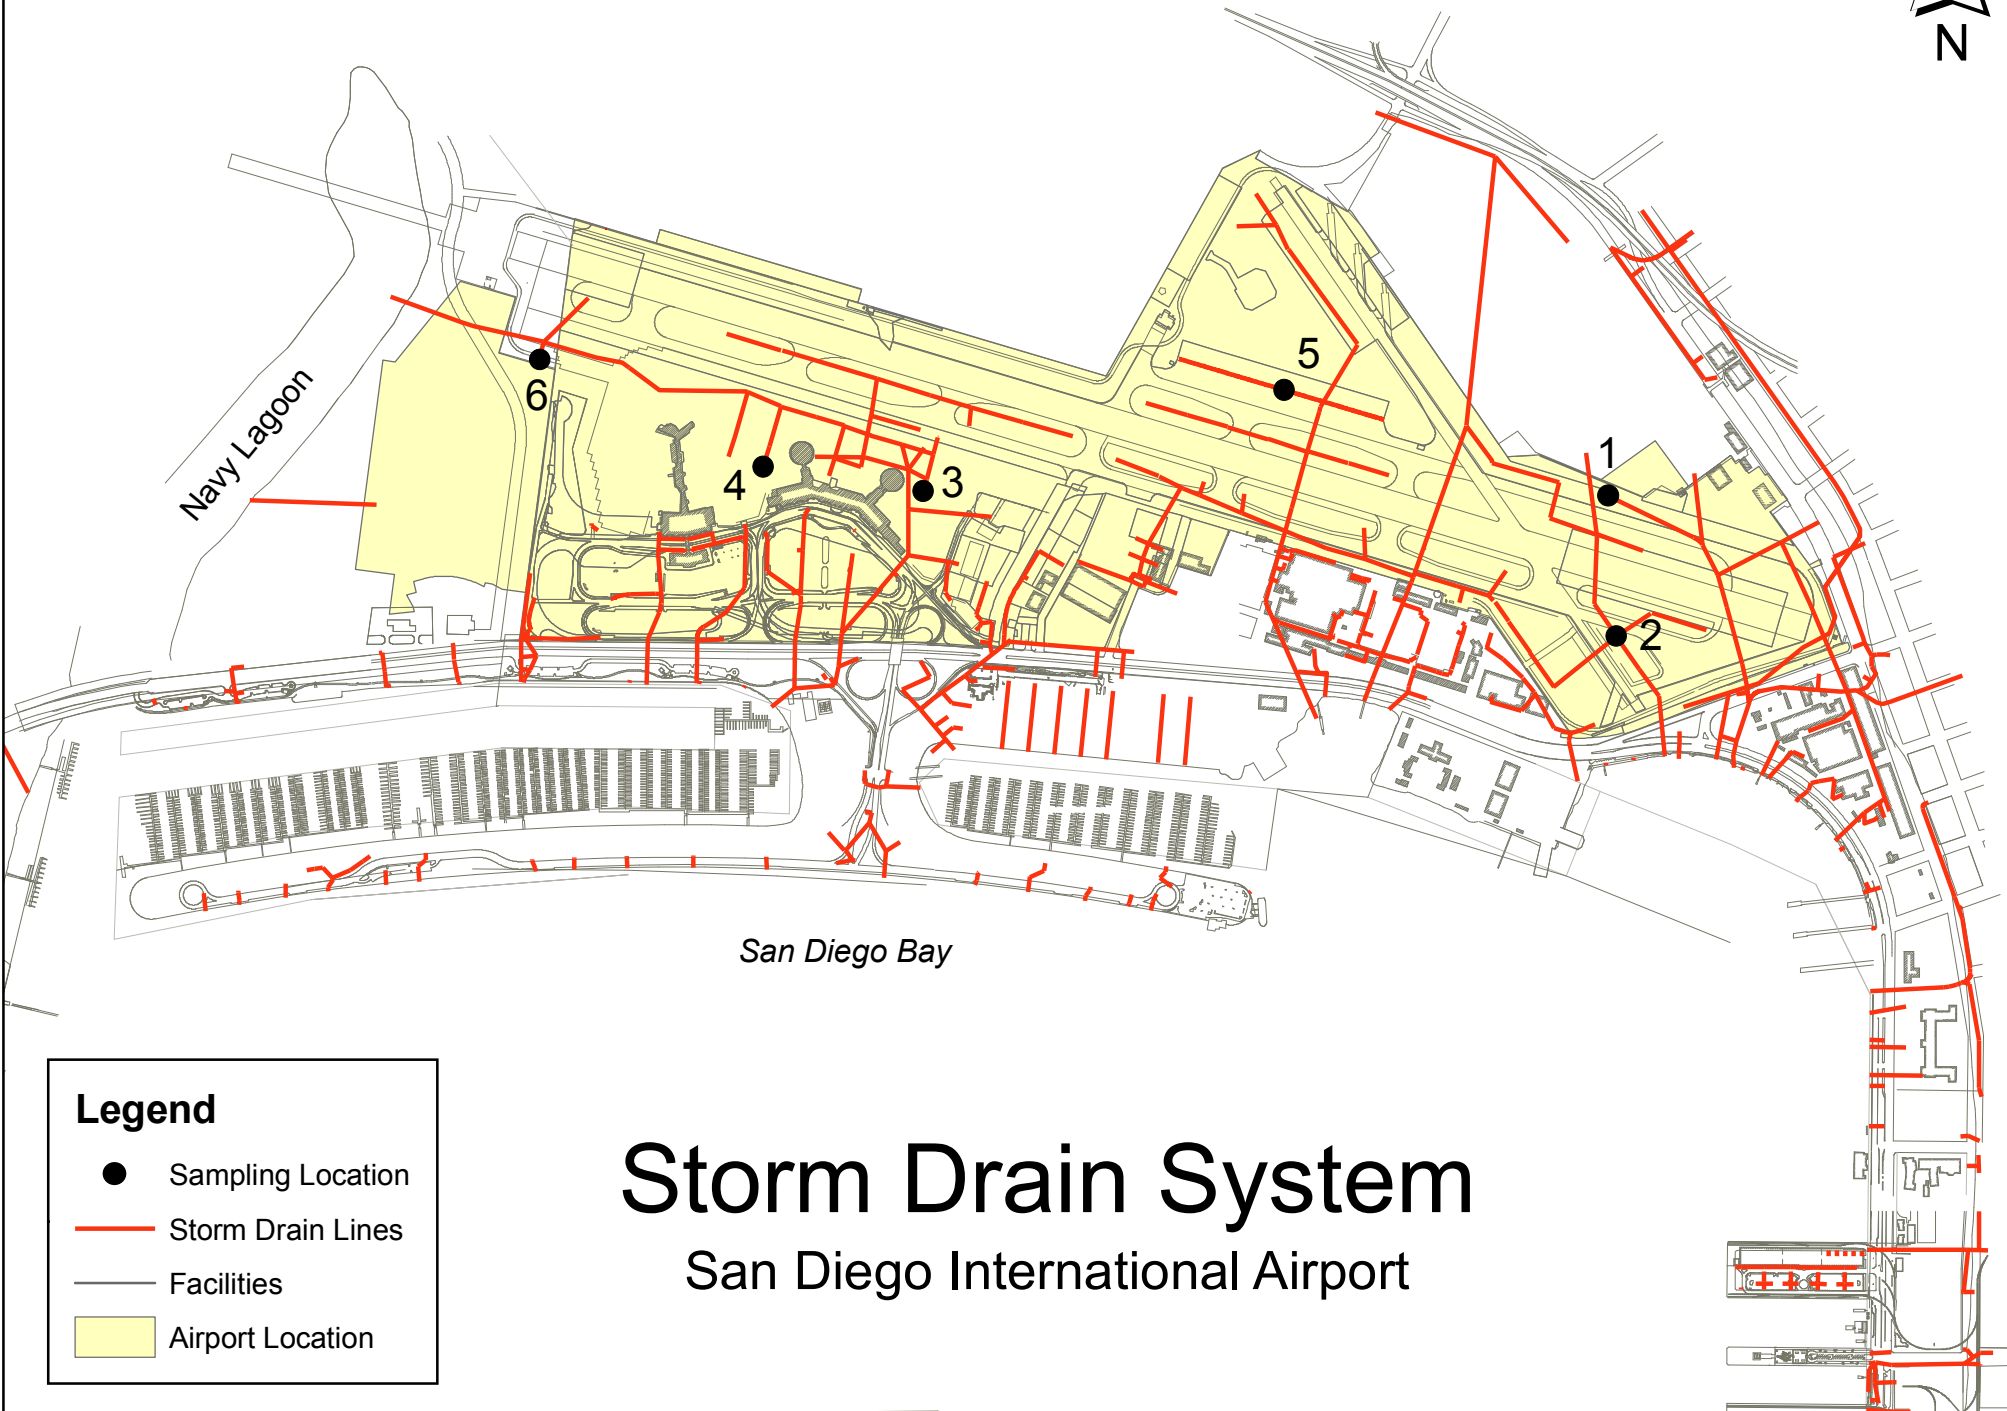 N
5
6
1
4
3
2
Navy Lagoon
San Diego Bay
Legend
Sampling Location
Storm Drain Lines
Facilities
Airport Location
Storm Drain System
San Diego International Airport